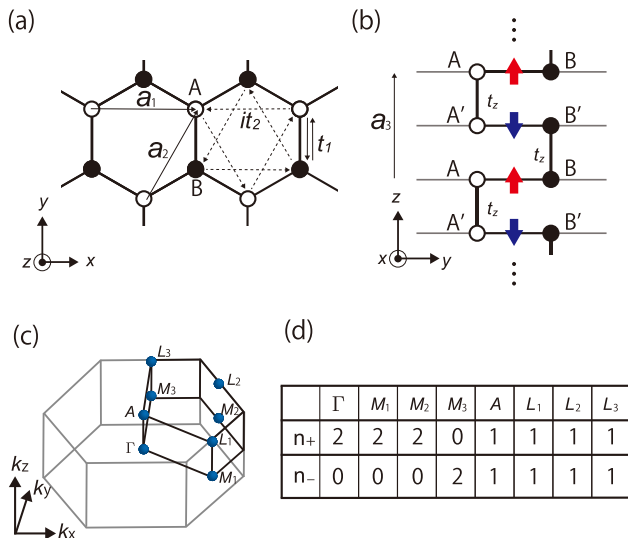 (a)
A
a1
a2
it2
t1
B
y
z
x
(b)
A
B
tz
A′
B′
a3
tz
A
B
tz
A′
B′
z
x
y
(c)
L3
L2
M3
A
M2
L1
Γ
M1
kz
ky
kx
(d)
Γ M1 M2 M3 A L1 L2 L3
n+ 2 2 2 0 1 1 1 1
n− 0 0 0 2 1 1 1 1